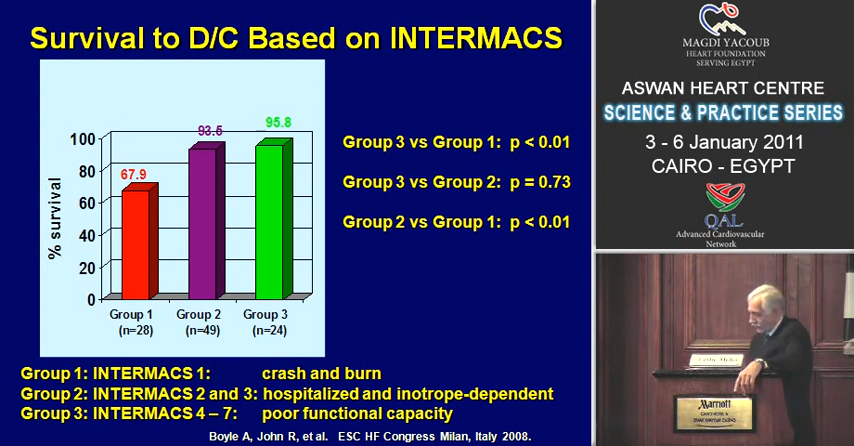 Survival to D/C Based on INTERMACS
% survival
100
80
60
40
20
0
67.9
93.5
95.8
Group 1
(n=28)
Group 2
(n=49)
Group 3
(n=24)
Group 3 vs Group 1: p < 0.01
Group 3 vs Group 2: p = 0.73
Group 2 vs Group 1: p < 0.01
Group 1: INTERMACS 1: crash and burn
Group 2: INTERMACS 2 and 3: hospitalized and inotrope-dependent
Group 3: INTERMACS 4 – 7: poor functional capacity
Boyle A, John R, et al. ESC HF Congress Milan, Italy 2008.
MAGDI YACOUB
HEART FOUNDATION
SERVING EGYPT
ASWAN HEART CENTRE
SCIENCE & PRACTICE SERIES
3 - 6 January 2011
CAIRO - EGYPT
QAL
Advanced Cardiovascular
Network
Marriott